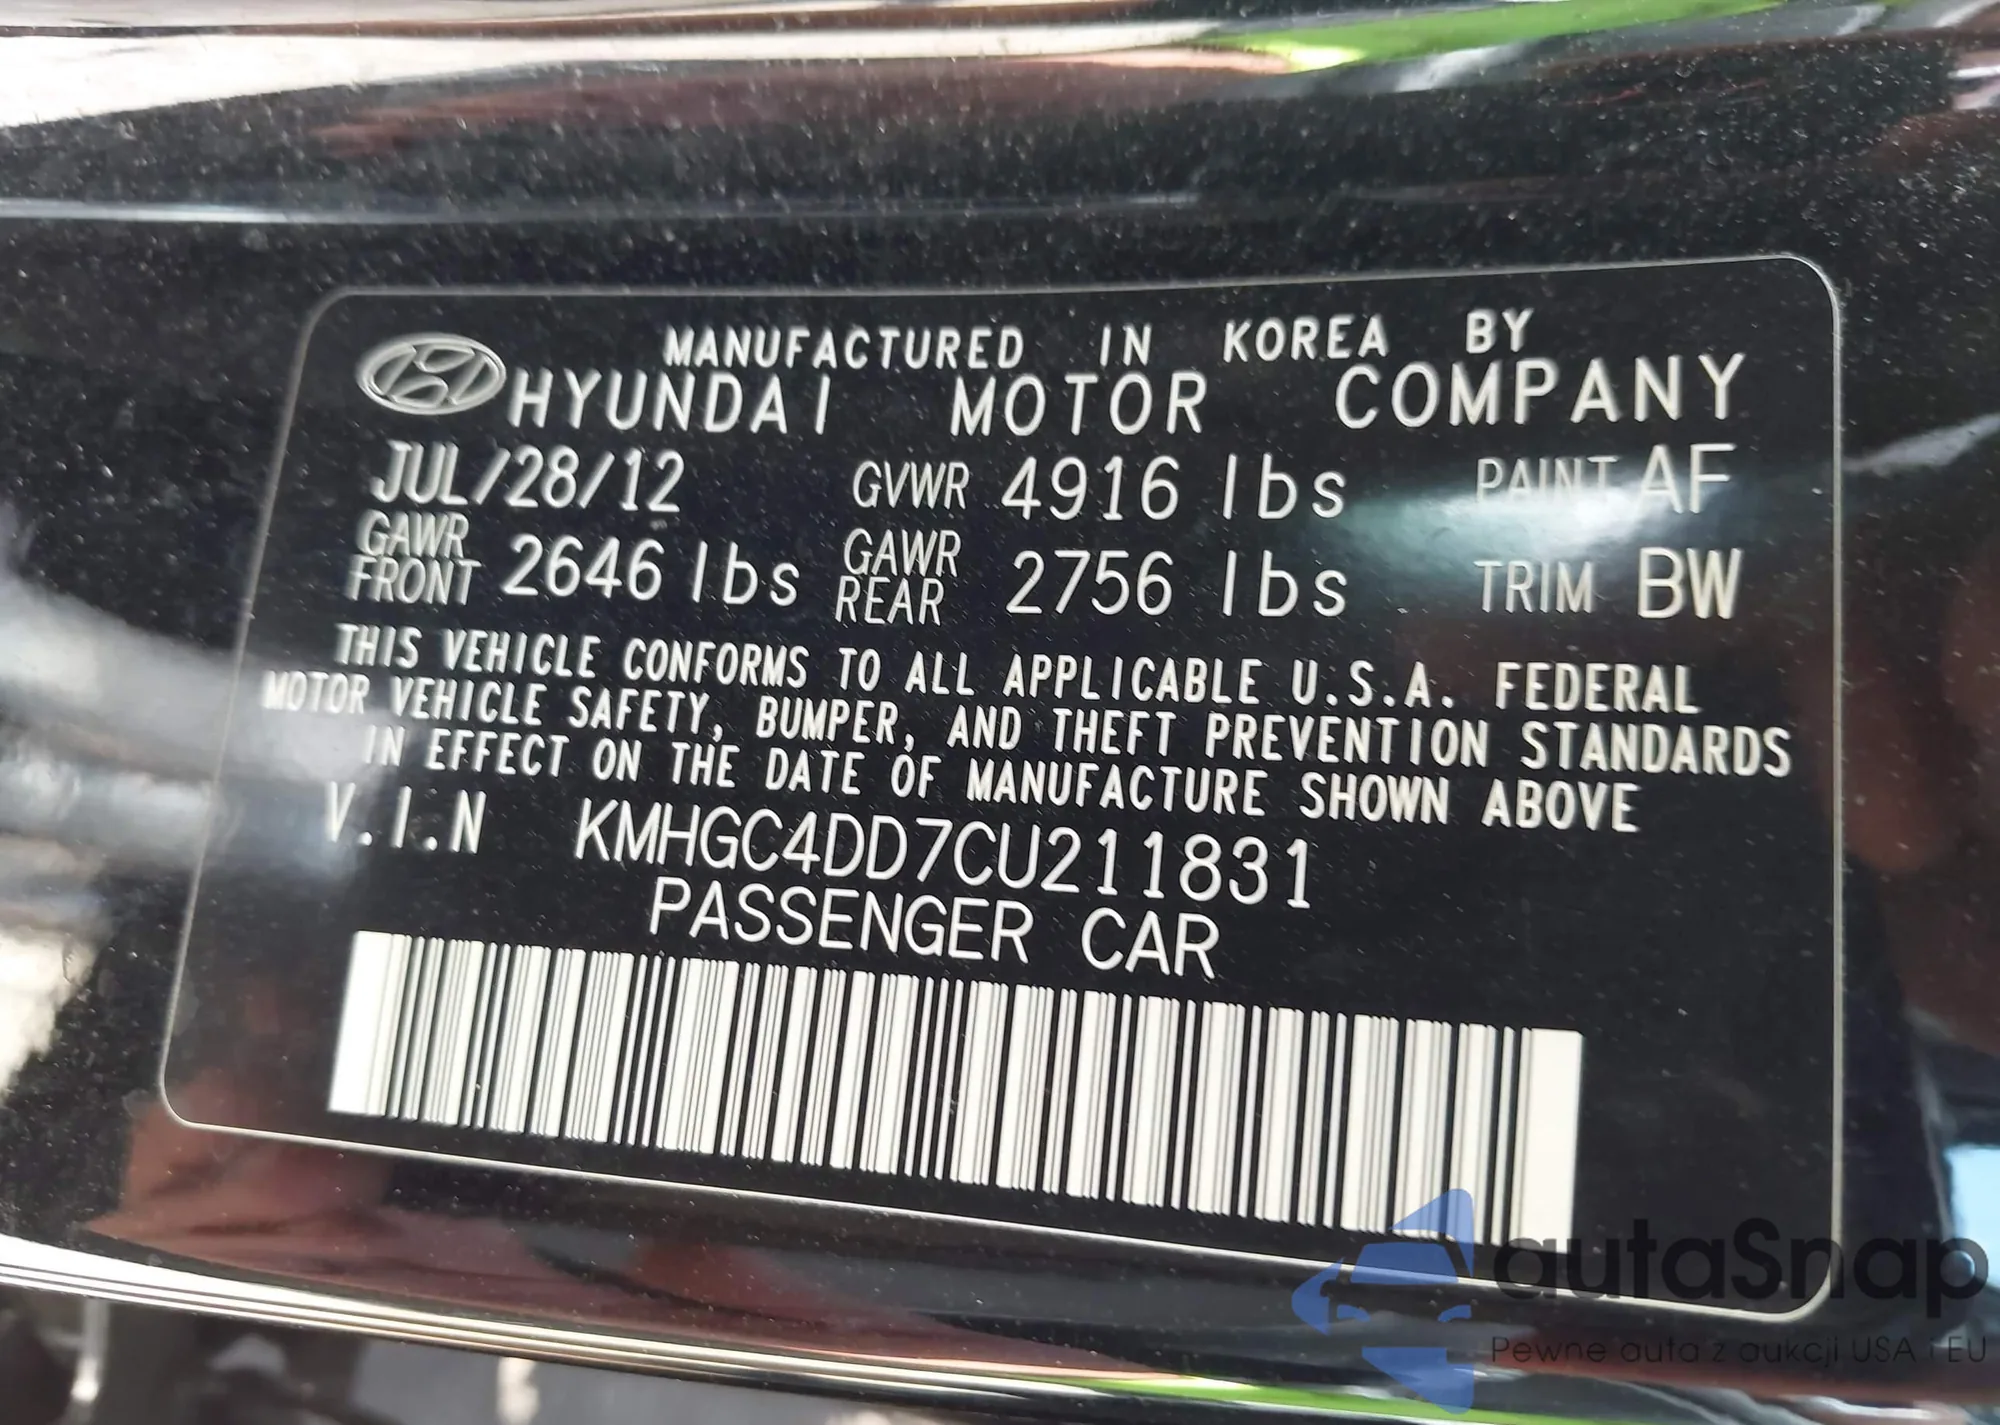 MANUFACTURED IN KOREA BY
HYUNDAI MOTOR COMPANY
JUL/28/12 GVWR 4916 lbs PAINT AF
GAWR FRONT 2646 lbs GAWR REAR 2756 lbs TRIM BW
THIS VEHICLE CONFORMS TO ALL APPLICABLE U.S.A. FEDERAL
MOTOR VEHICLE SAFETY, BUMPER, AND THEFT PREVENTION STANDARDS
IN EFFECT ON THE DATE OF MANUFACTURE SHOWN ABOVE
V.I.N KMHGC4DD7CU211831
PASSENGER CAR
autaSnap
Pewne auta z aukcji USA i EU